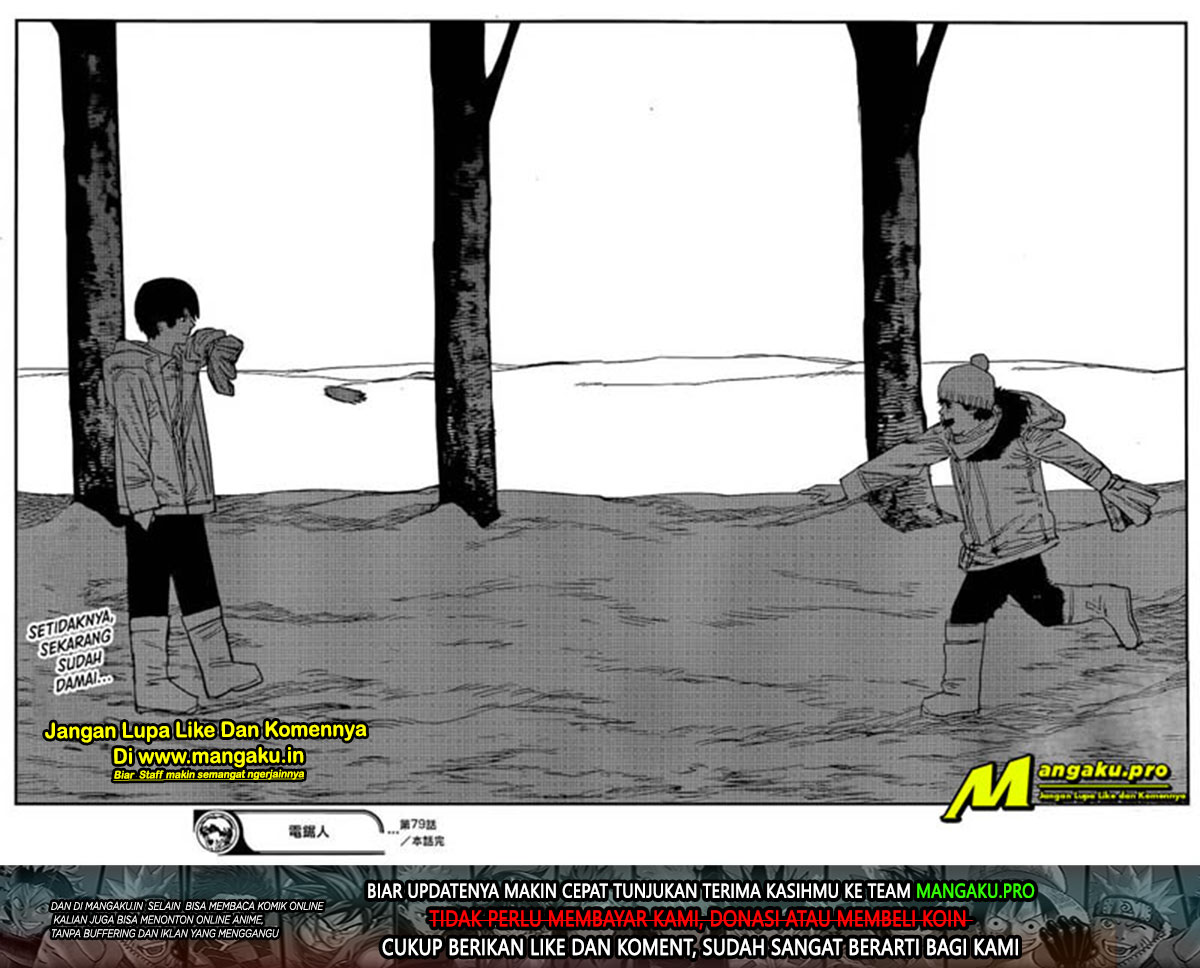 SETIDAKNYA,
SEKARANG
SUDAH
DAMAI...
Jangan Lupa Like Dan Komennya
Di www.mangaku.in
Biar Staff makin semangat ngerjainnya
Mangaku.pro
Jangan Lupa Like dan Komennya
電鋸人
...第79話
／本話完
DAN DI MANGAKU.IN SELAIN BISA MEMBACA KOMIK ONLINE
KALIAN JUGA BISA MENONTON ONLINE ANIME,
TANPA BUFFERING DAN IKLAN YANG MENGGANGU
BIAR UPDATENYA MAKIN CEPAT TUNJUKAN TERIMA KASIHMU KE TEAM MANGAKU.PRO
TIDAK PERLU MEMBAYAR KAMI, DONASI ATAU MEMBELI KOIN
CUKUP BERIKAN LIKE DAN KOMENT, SUDAH SANGAT BERARTI BAGI KAMI